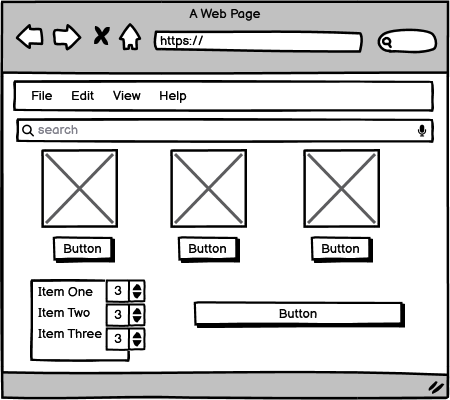 A Web Page
https://
File Edit View Help
search
Button Button Button
Item One 3
Item Two 3
Item Three 3
Button